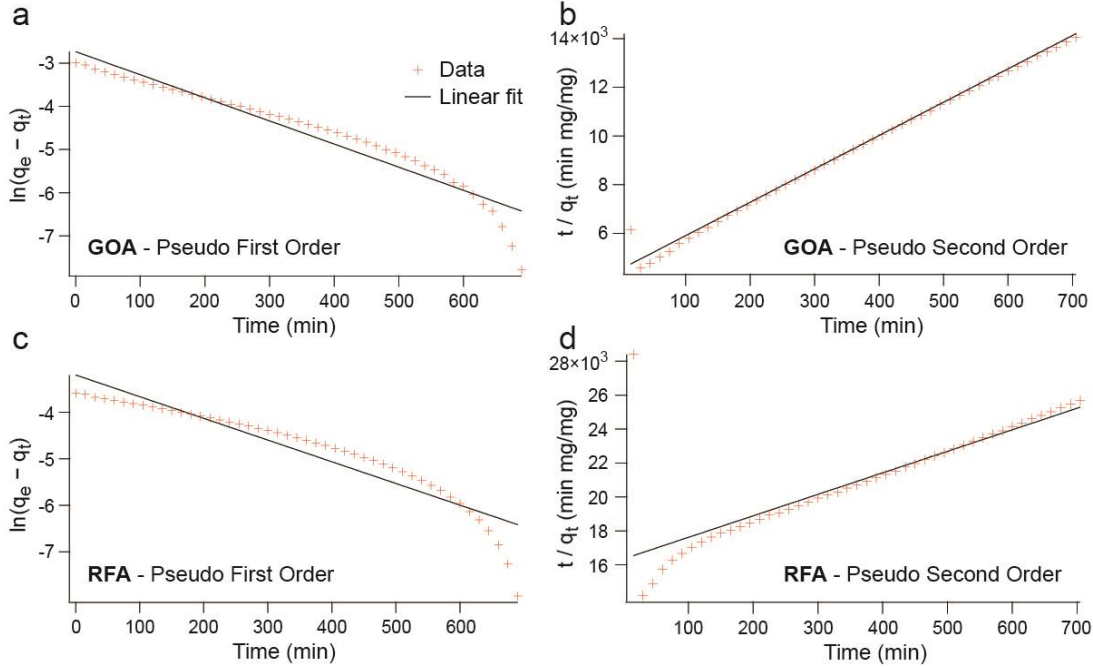 a
-3
-4
-5
-6
-7
ln(qₑ − qₜ)
+ Data
— Linear fit
GOA - Pseudo First Order
0 100 200 300 400 500 600
Time (min)
b
14×10³
12
10
8
6
t / qₜ (min mg/mg)
GOA - Pseudo Second Order
100 200 300 400 500 600 700
Time (min)
c
-4
-5
-6
-7
ln(qₑ − qₜ)
RFA - Pseudo First Order
0 100 200 300 400 500 600
Time (min)
d
28×10³
26
24
22
20
18
16
t / qₜ (min mg/mg)
RFA - Pseudo Second Order
100 200 300 400 500 600 700
Time (min)